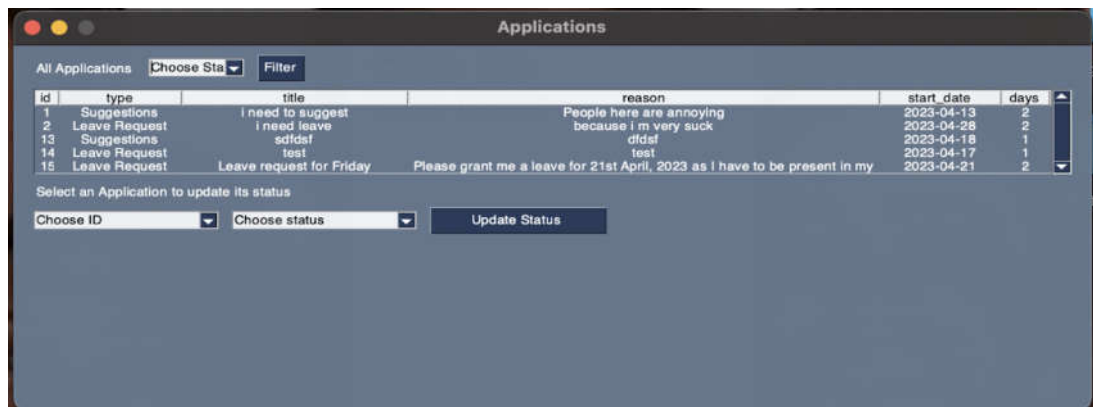 Applications
All Applications Choose Sta Filter
id type title reason start_date days
1 Suggestions i need to suggest People here are annoying 2023-04-13 2
2 Leave Request i need leave because i m very suck 2023-04-28 2
13 Suggestions sdfdsf dfdsf 2023-04-18 1
14 Leave Request test test 2023-04-17 1
15 Leave Request Leave request for Friday Please grant me a leave for 21st April, 2023 as I have to be present in my 2023-04-21 2
Select an Application to update its status
Choose ID Choose status Update Status